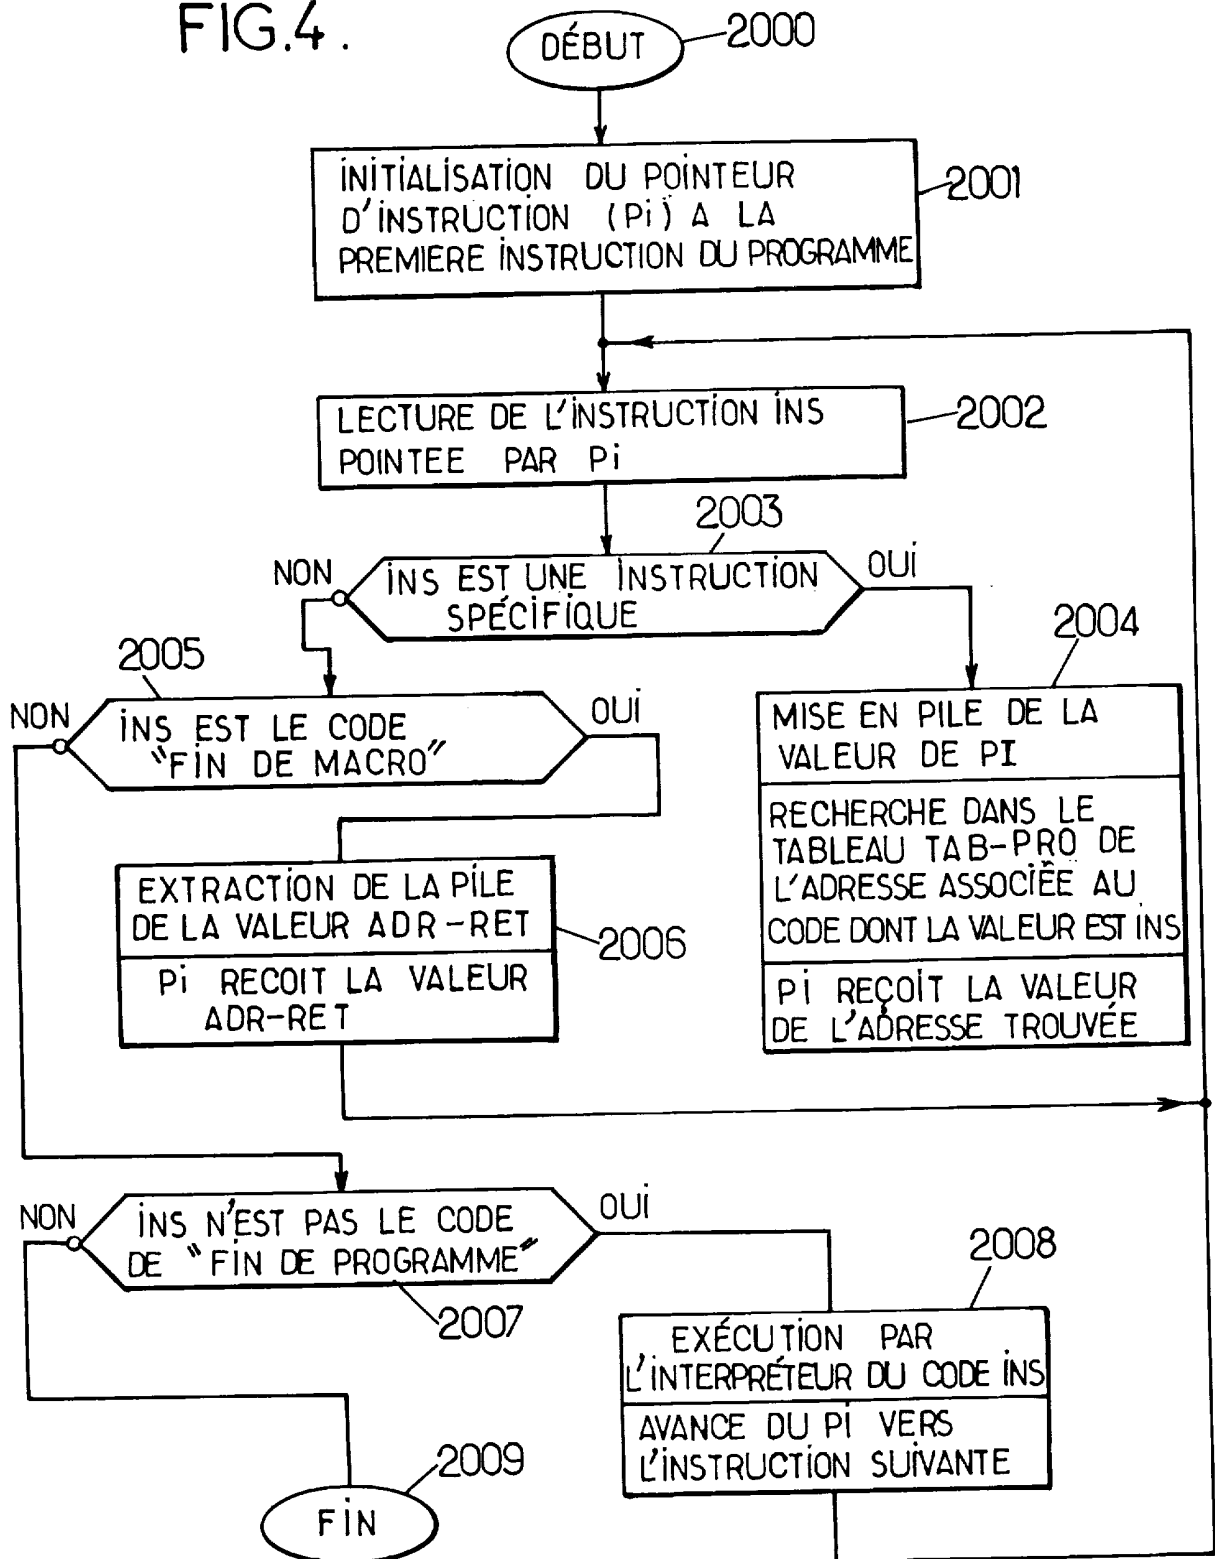 FIG.4.
DÉBUT
2000
INITIALISATION DU POINTEUR
D'INSTRUCTION (Pi) A LA
PREMIERE INSTRUCTION DU PROGRAMME
2001
LECTURE DE L'INSTRUCTION INS
POINTEE PAR Pi
2002
2003
NON
INS EST UNE INSTRUCTION
SPÉCIFIQUE
OUI
2004
MISE EN PILE DE LA
VALEUR DE PI
RECHERCHE DANS LE
TABLEAU TAB-PRO DE
L'ADRESSE ASSOCIÉE AU
CODE DONT LA VALEUR EST INS
PI REÇOIT LA VALEUR
DE L'ADRESSE TROUVÉE
2005
NON
INS EST LE CODE
"FIN DE MACRO"
OUI
EXTRACTION DE LA PILE
DE LA VALEUR ADR-RET
PI RECOIT LA VALEUR
ADR-RET
2006
NON
INS N'EST PAS LE CODE
DE "FIN DE PROGRAMME"
OUI
2007
2008
EXÉCUTION PAR
L'INTERPRÉTEUR DU CODE INS
AVANCE DU PI VERS
L'INSTRUCTION SUIVANTE
2009
FIN